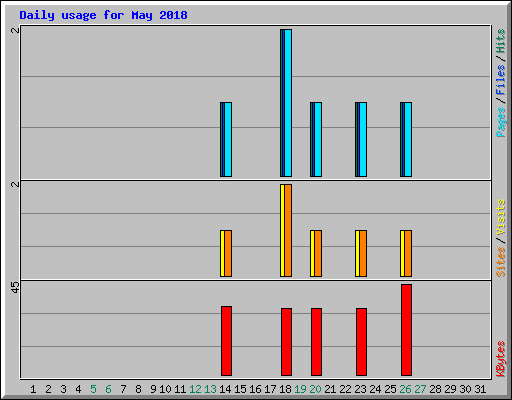 Daily usage for May 2018
2
2
45
Pages / Files / Hits
Sites / Visits
KBytes
1 2 3 4 5 6 7 8 9 10 11 12 13 14 15 16 17 18 19 20 21 22 23 24 25 26 27 28 29 30 31